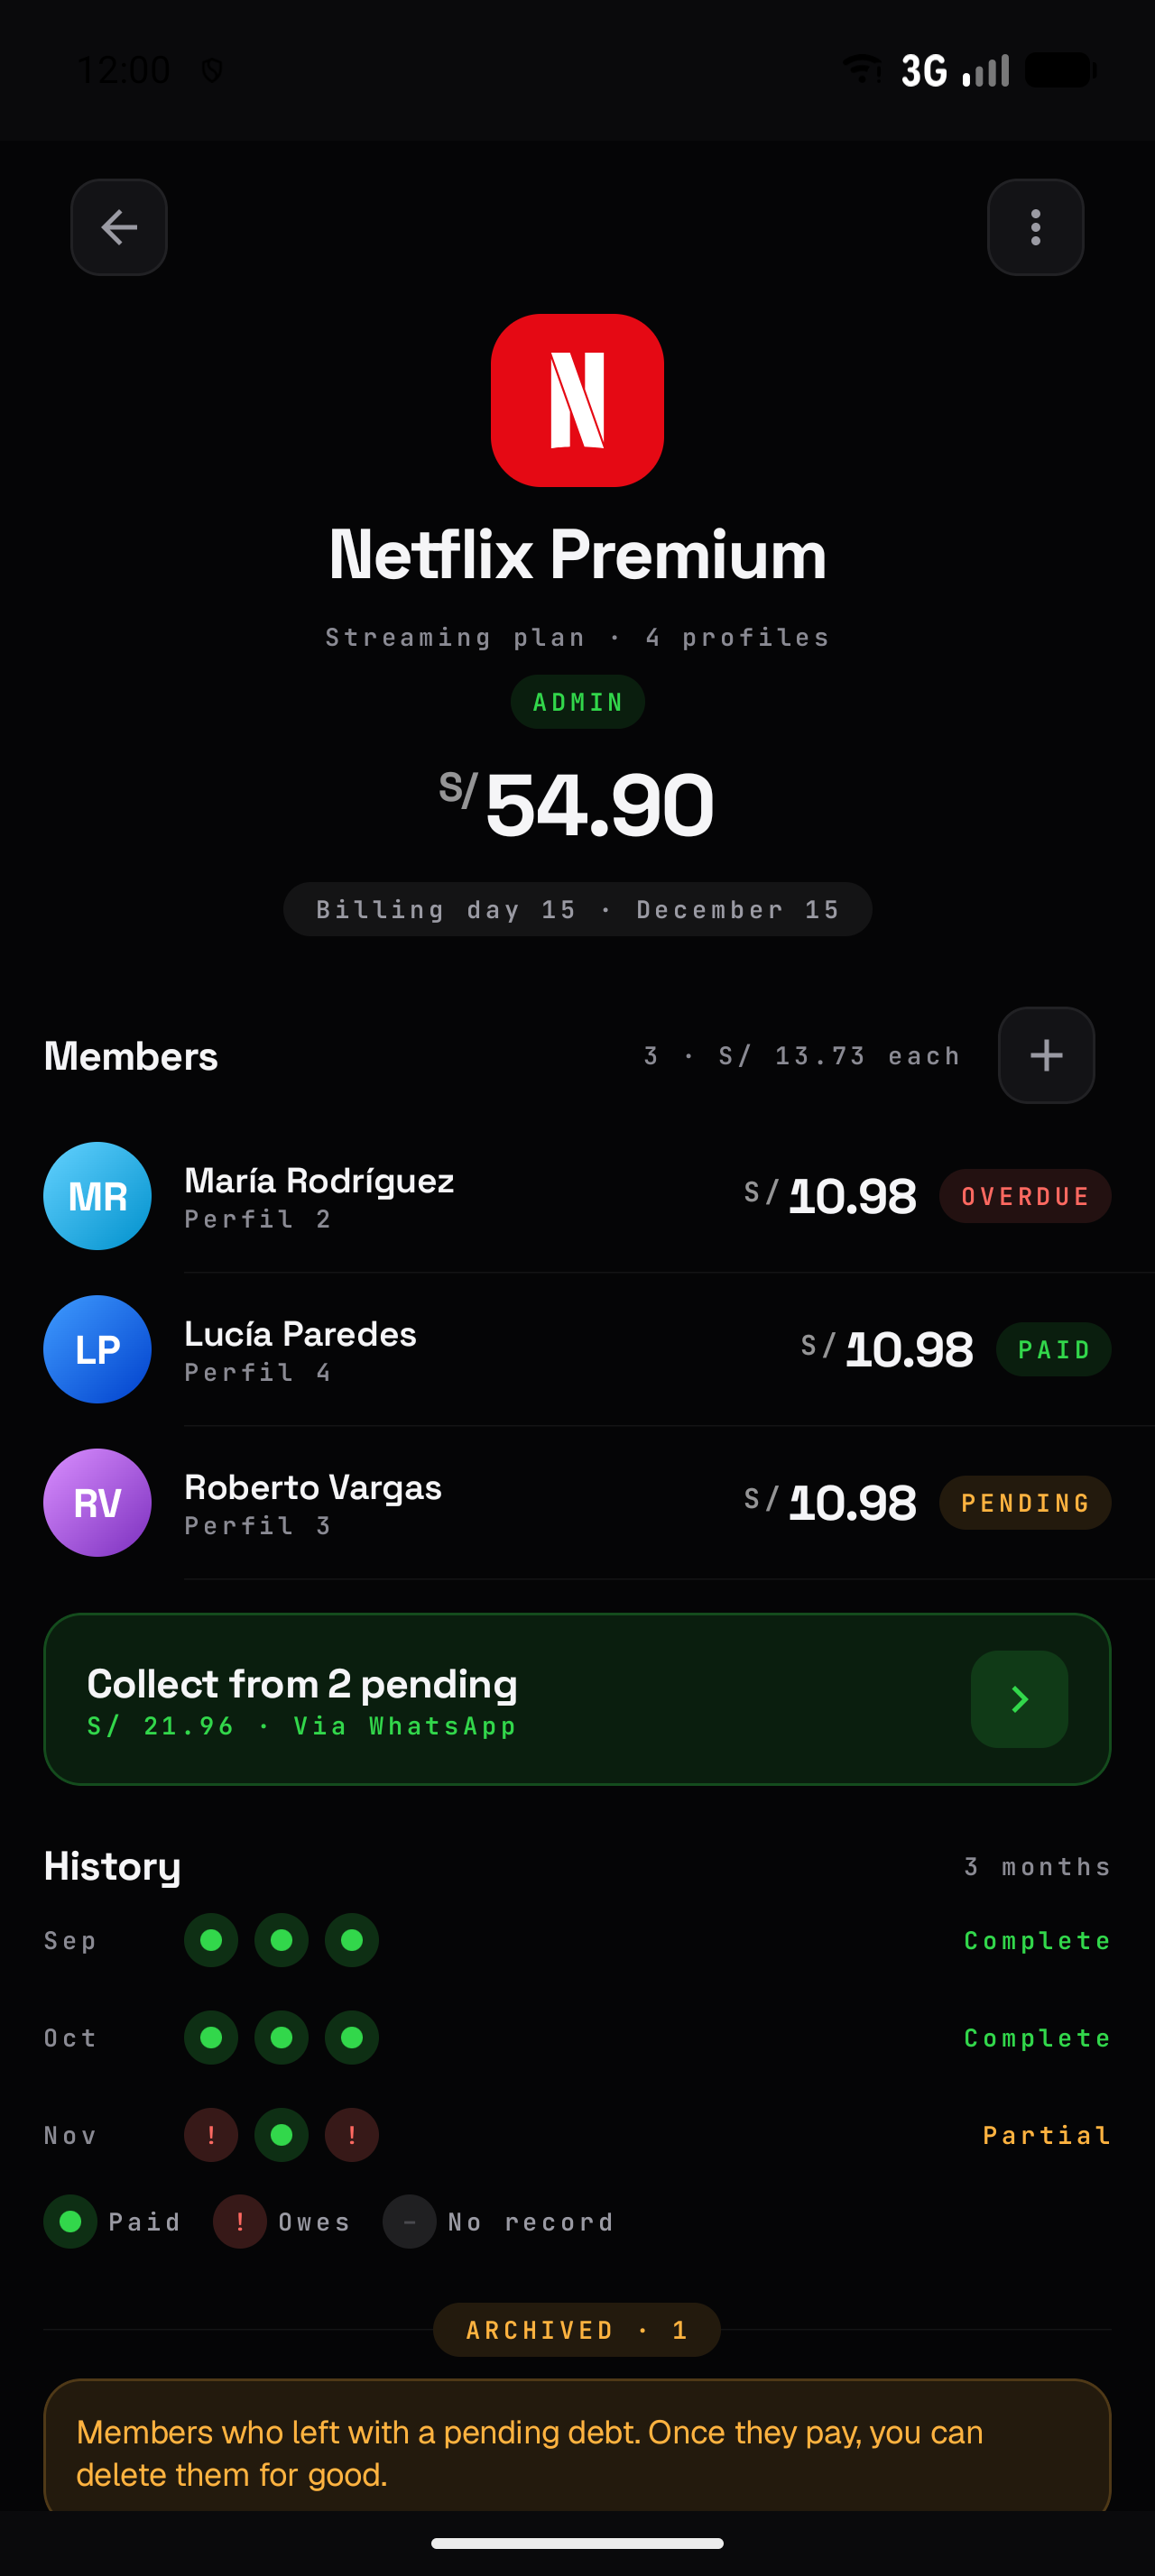 12:00
3G
N
Netflix Premium
Streaming plan · 4 profiles
ADMIN
S/54.90
Billing day 15 · December 15
Members
3 · S/ 13.73 each
MR
María Rodríguez
Perfil 2
S/10.98
OVERDUE
LP
Lucía Paredes
Perfil 4
S/10.98
PAID
RV
Roberto Vargas
Perfil 3
S/10.98
PENDING
Collect from 2 pending
S/ 21.96 · Via WhatsApp
History
3 months
Sep
Complete
Oct
Complete
Nov
! !
Partial
Paid ! Owes – No record
ARCHIVED · 1
Members who left with a pending debt. Once they pay, you can
delete them for good.